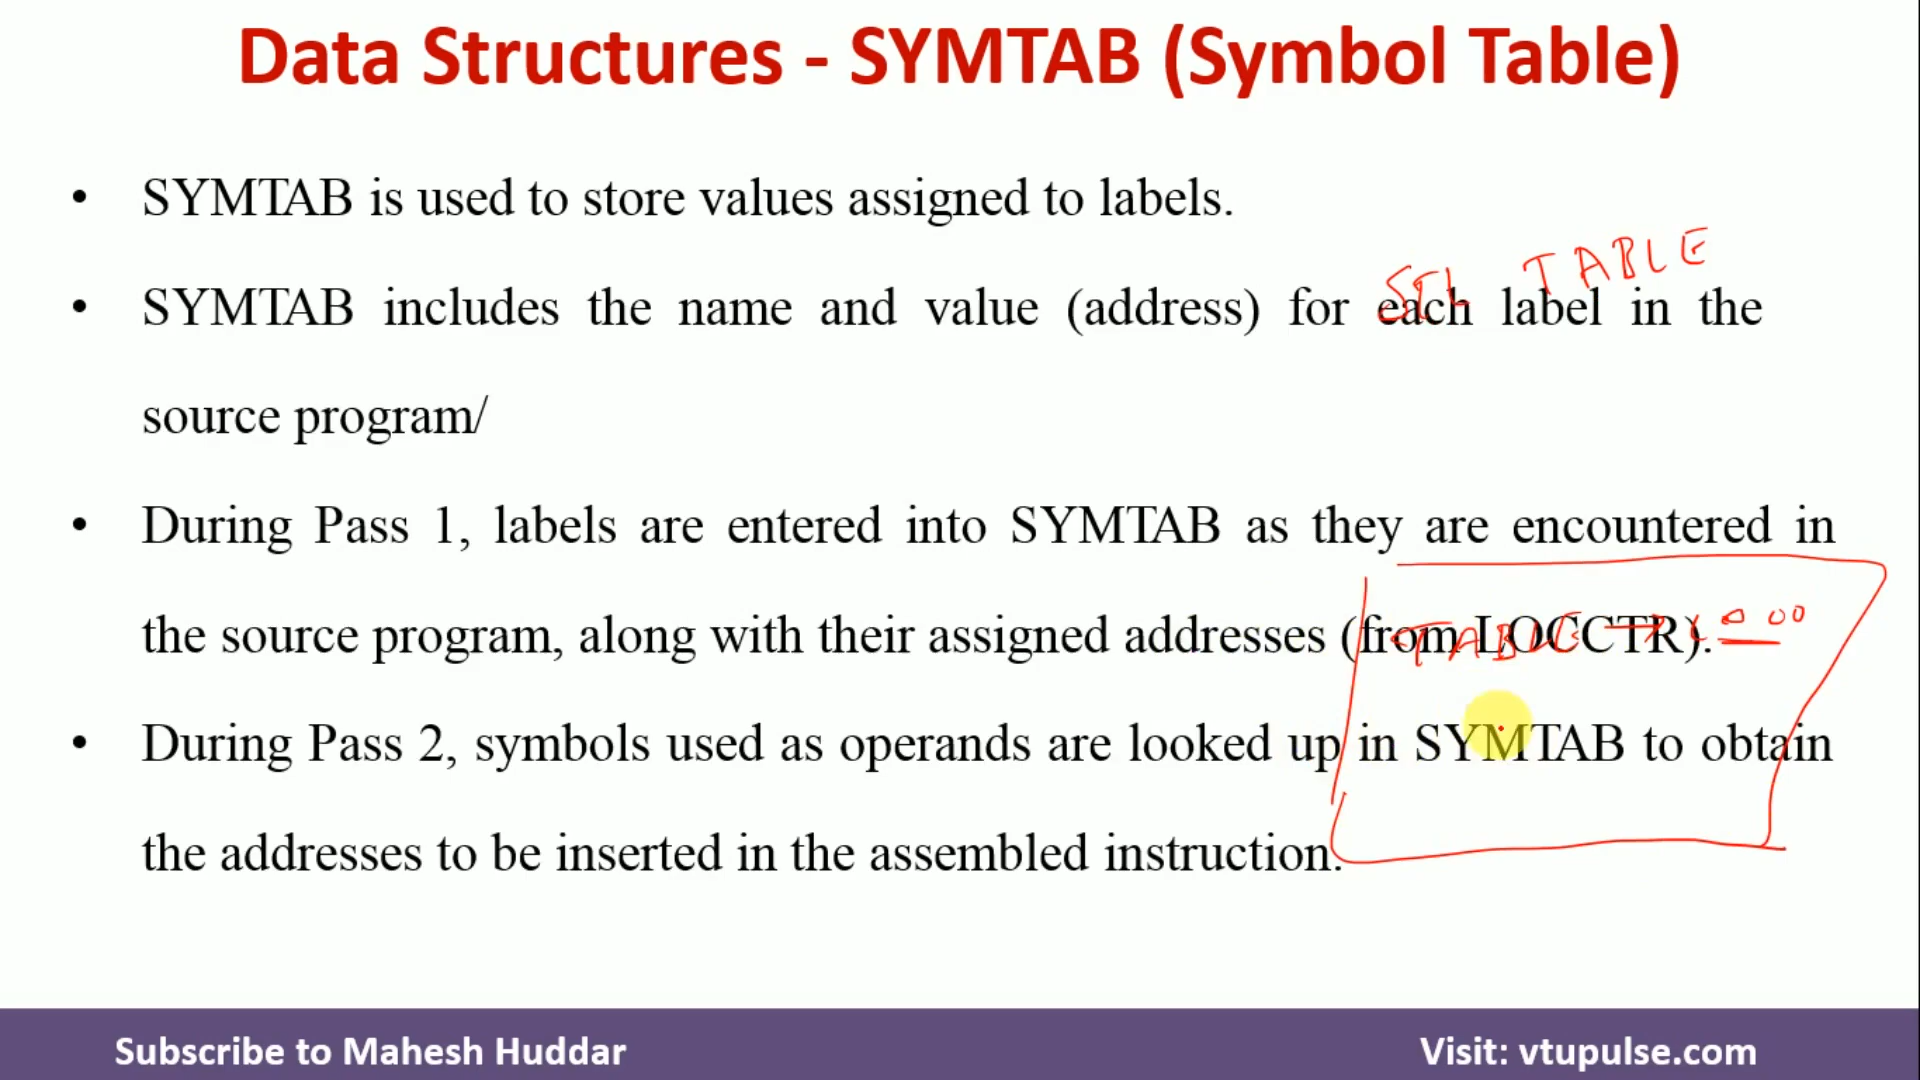 Data Structures - SYMTAB (Symbol Table)
• SYMTAB is used to store values assigned to labels.
STL TABLE
• SYMTAB includes the name and value (address) for each label in the
source program/
• During Pass 1, labels are entered into SYMTAB as they are encountered in
the source program, along with their assigned addresses (from LOCCTR).
TABLE →
• During Pass 2, symbols used as operands are looked up in SYMTAB to obtain
the addresses to be inserted in the assembled instruction.
Subscribe to Mahesh Huddar
Visit: vtupulse.com